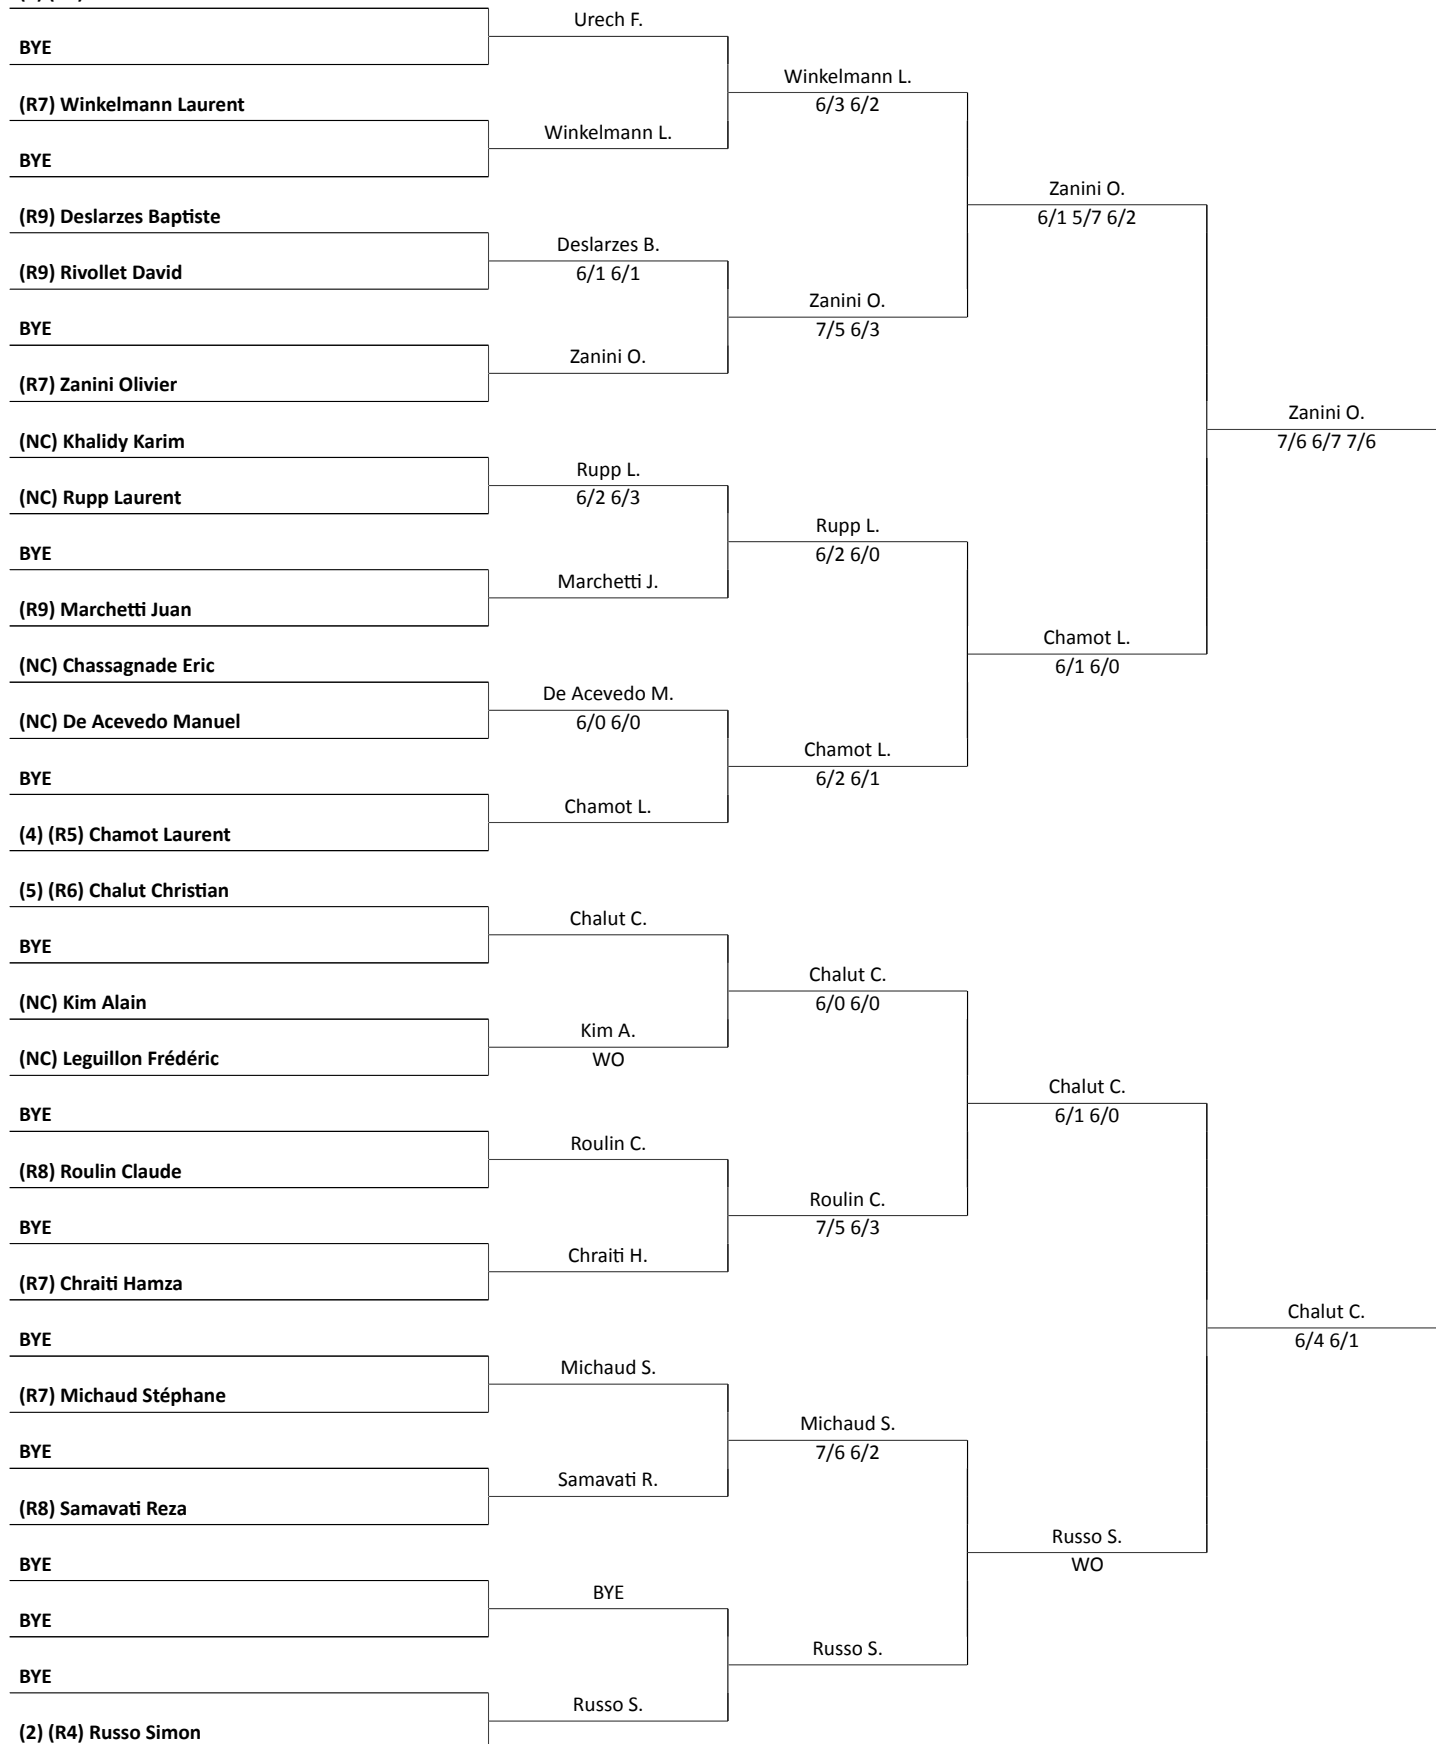 Urech F.
BYE
Winkelmann L.
(R7) Winkelmann Laurent
6/3 6/2
Winkelmann L.
BYE
Zanini O.
(R9) Deslarzes Baptiste
6/1 5/7 6/2
Deslarzes B.
(R9) Rivollet David
6/1 6/1
Zanini O.
BYE
7/5 6/3
Zanini O.
(R7) Zanini Olivier
Zanini O.
(NC) Khalidy Karim
7/6 6/7 7/6
Rupp L.
(NC) Rupp Laurent
6/2 6/3
Rupp L.
BYE
6/2 6/0
Marchetti J.
(R9) Marchetti Juan
Chamot L.
(NC) Chassagnade Eric
6/1 6/0
De Acevedo M.
(NC) De Acevedo Manuel
6/0 6/0
Chamot L.
BYE
6/2 6/1
Chamot L.
(4) (R5) Chamot Laurent
(5) (R6) Chalut Christian
Chalut C.
BYE
Chalut C.
(NC) Kim Alain
6/0 6/0
Kim A.
(NC) Leguillon Frédéric
WO
Chalut C.
BYE
6/1 6/0
Roulin C.
(R8) Roulin Claude
Roulin C.
BYE
7/5 6/3
Chraiti H.
(R7) Chraiti Hamza
Chalut C.
BYE
6/4 6/1
Michaud S.
(R7) Michaud Stéphane
Michaud S.
BYE
7/6 6/2
Samavati R.
(R8) Samavati Reza
Russo S.
BYE
WO
BYE
BYE
Russo S.
BYE
Russo S.
(2) (R4) Russo Simon